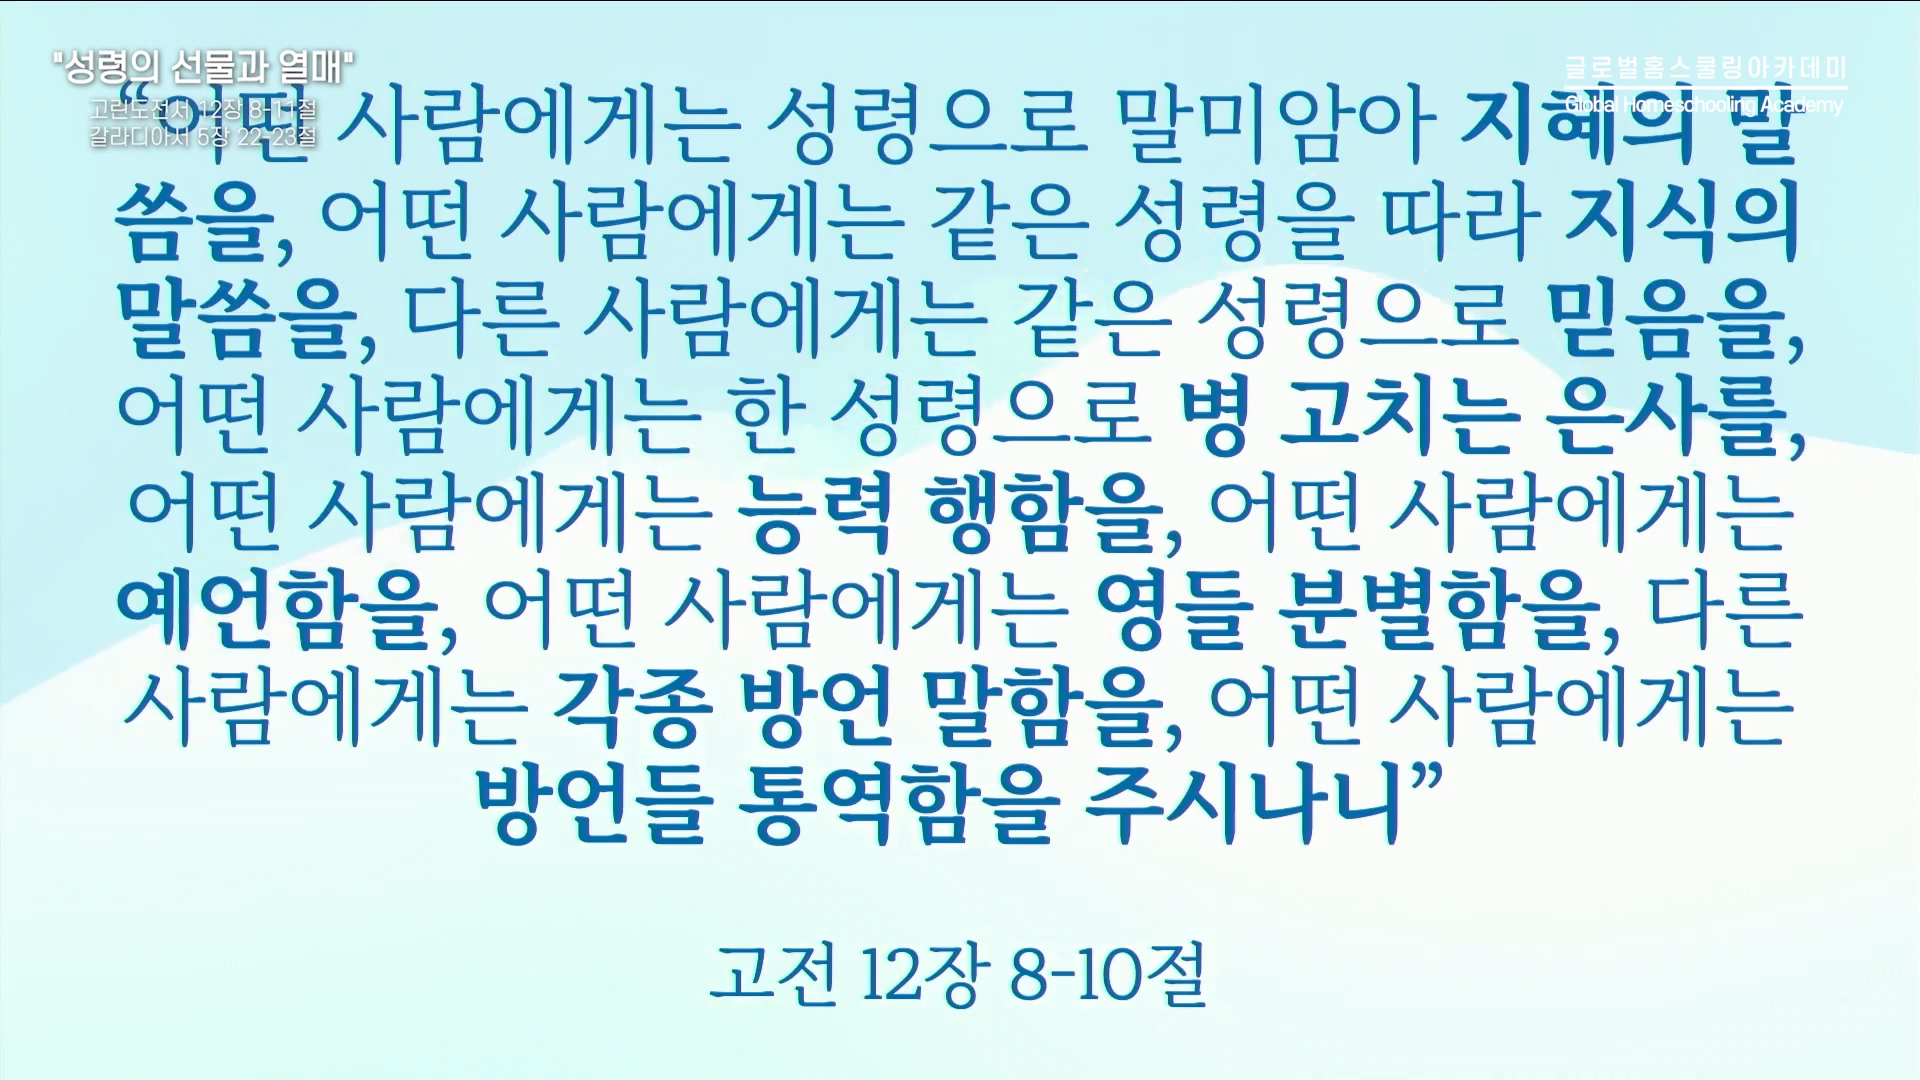 "성령의 선물과 열매"
고린도전서 12장 8-11절
갈라디아서 5장 22-23절
글로벌홈스쿨링아카데미
Global Homeschooling Academy
“어떤 사람에게는 성령으로 말미암아 지혜의 말
씀을, 어떤 사람에게는 같은 성령을 따라 지식의
말씀을, 다른 사람에게는 같은 성령으로 믿음을,
어떤 사람에게는 한 성령으로 병 고치는 은사를,
어떤 사람에게는 능력 행함을, 어떤 사람에게는
예언함을, 어떤 사람에게는 영들 분별함을, 다른
사람에게는 각종 방언 말함을, 어떤 사람에게는
방언들 통역함을 주시나니”
고전 12장 8-10절